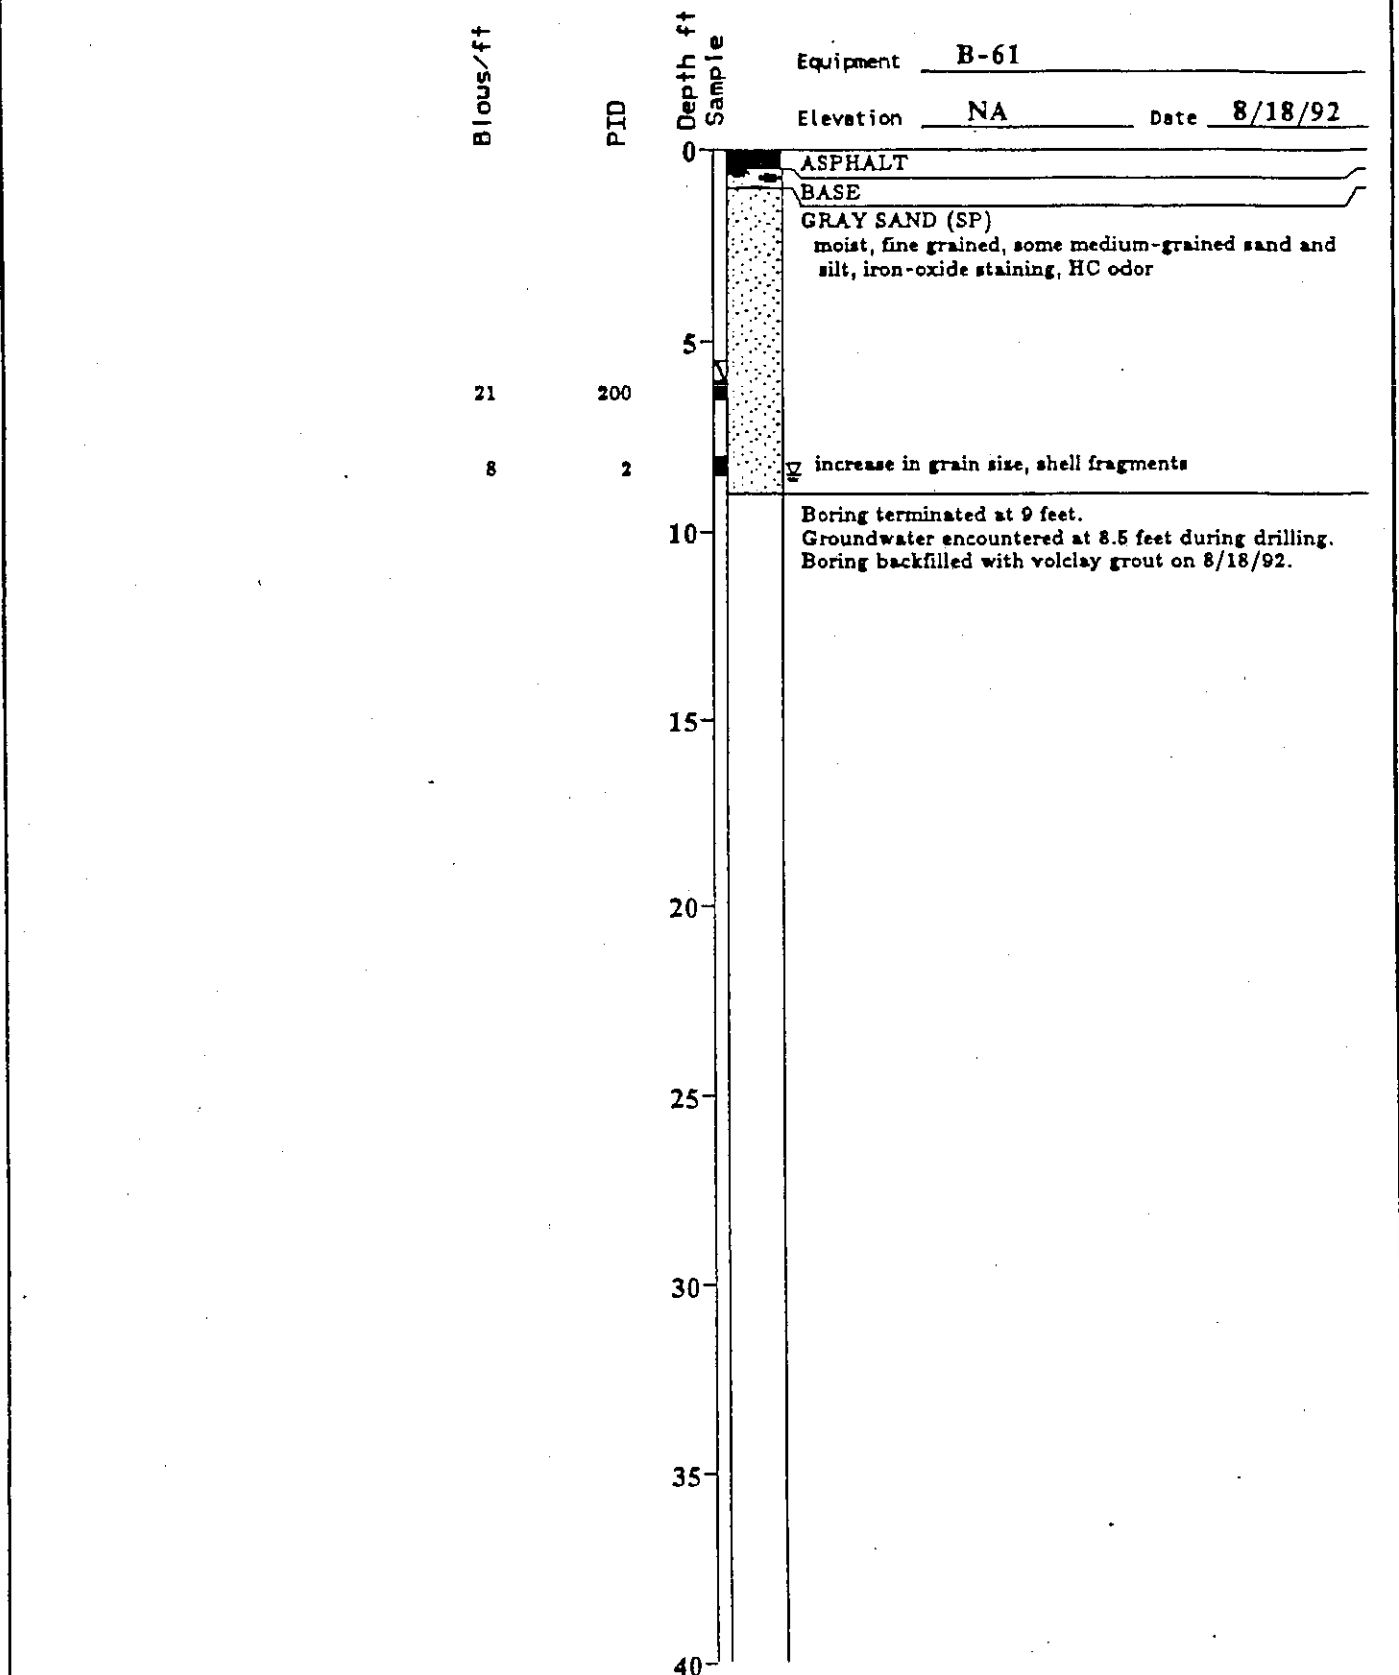 Blows/ft
PID
Depth ft
Sample
Equipment B-61
Elevation NA Date 8/18/92
0
ASPHALT
BASE
GRAY SAND (SP)
moist, fine grained, some medium-grained sand and
silt, iron-oxide staining, HC odor
5
21 200
8 2 increase in grain size, shell fragments
Boring terminated at 9 feet.
10
Groundwater encountered at 8.5 feet during drilling.
Boring backfilled with volclay grout on 8/18/92.
15
20
25
30
35
40